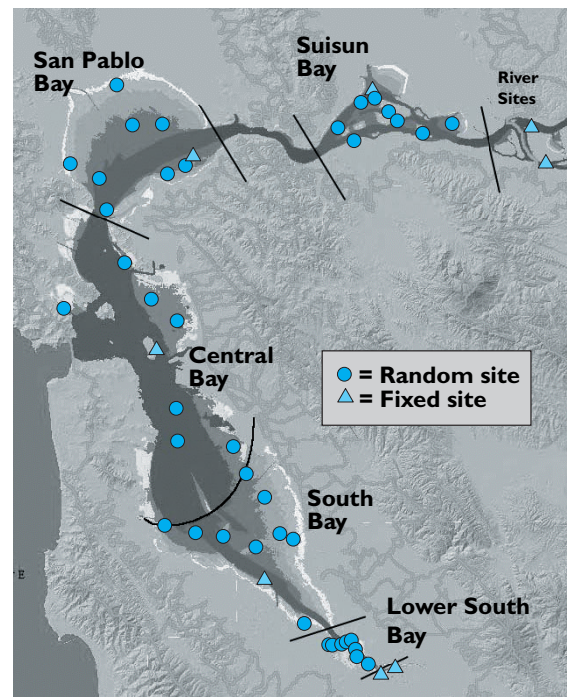 San Pablo
Bay
Suisun
Bay
River
Sites
Central
Bay
= Random site
= Fixed site
South
Bay
E
Lower South
Bay